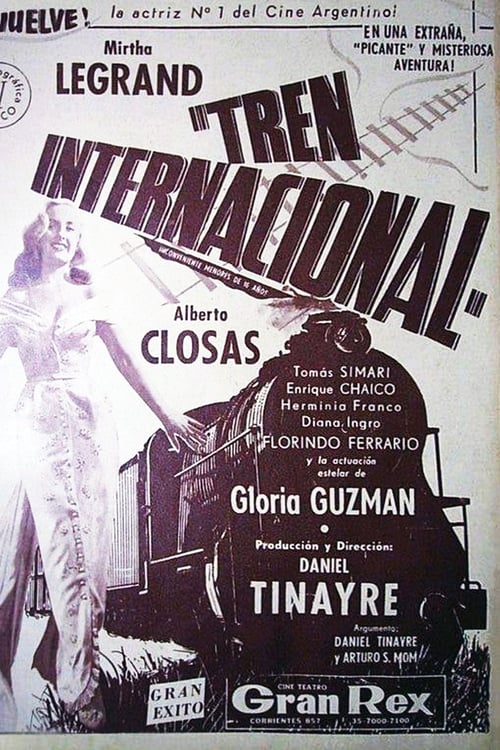 VUELVE! la actriz Nº 1 del Cine Argentino!
EN UNA EXTRAÑA,
"PICANTE" Y MISTERIOSA
AVENTURA!
Mirtha
LEGRAND
"TREN
INTERNACIONAL"
INCONVENIENTE MENORES DE 16 AÑOS
Alberto
CLOSAS
Tomás SIMARI
Enrique CHAICO
Herminia Franco
Diana Ingro
FLORINDO FERRARIO
y la actuación
estelar de
Gloria GUZMAN
Producción y Dirección:
DANIEL
TINAYRE
Argumento:
DANIEL TINAYRE
y ARTURO S. MOM
GRAN
EXITO
CINE TEATRO
Gran Rex
CORRIENTES 857 35-7000-7100